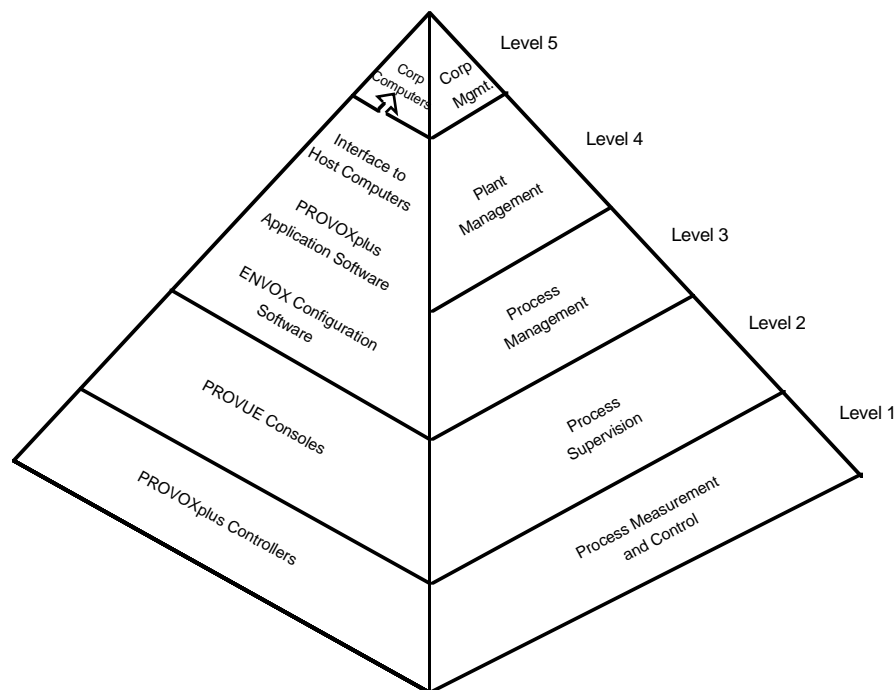 Level 5
Corp
Computers
Corp
Mgmt.
Level 4
Interface to
Host Computers
Plant
Management
PROVOXplus
Application Software
Level 3
ENVOX Configuration
Software
Process
Management
Level 2
PROVUE Consoles
Process
Supervision
Level 1
PROVOXplus Controllers
Process Measurement
and Control